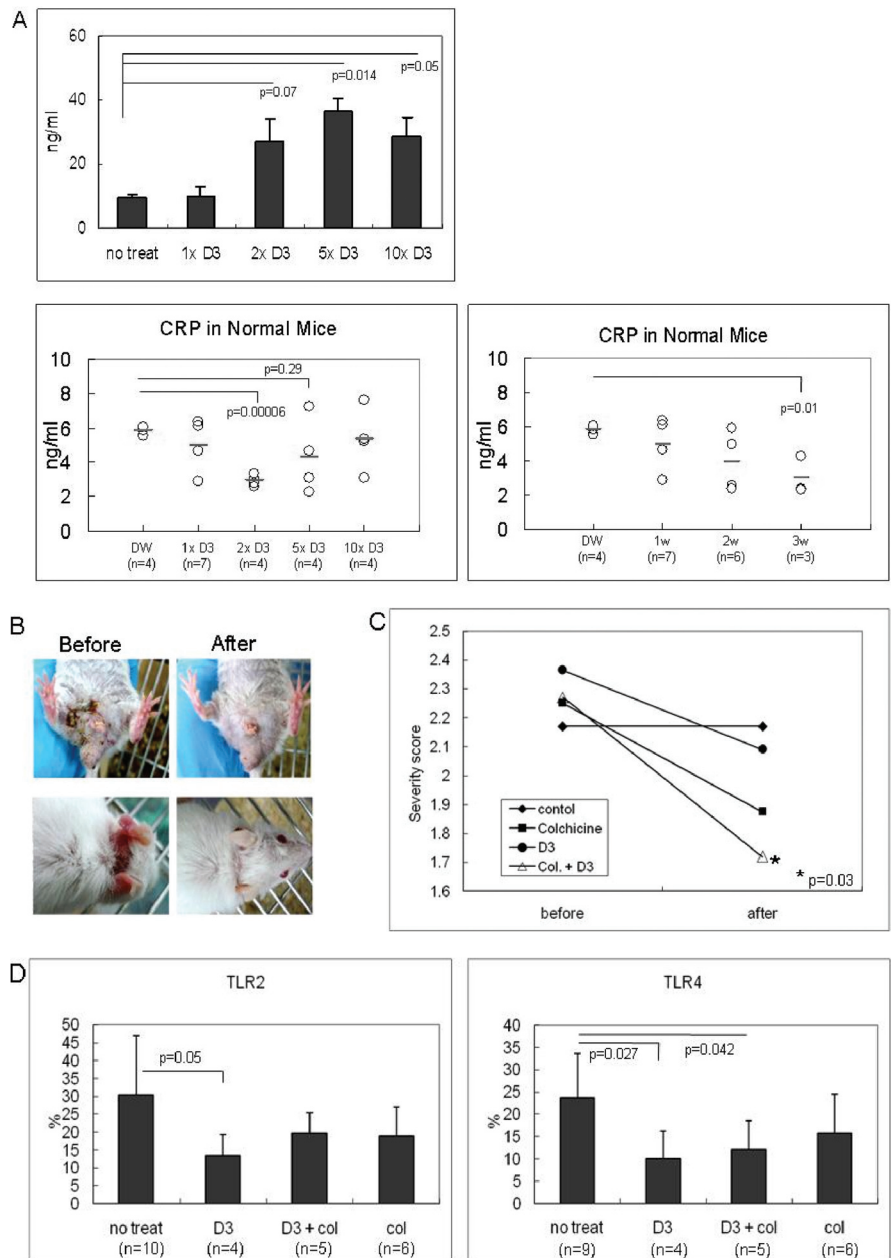 A
60
40
20
0
ng/ml
p=0.07
p=0.014
p=0.05
no treat 1x D3 2x D3 5x D3 10x D3
CRP in Normal Mice
10
8
6
4
2
0
ng/ml
p=0.29
p=0.00006
DW 1x D3 2x D3 5x D3 10x D3
(n=4) (n=7) (n=4) (n=4) (n=4)
CRP in Normal Mice
10
8
6
4
2
0
ng/ml
p=0.01
DW 1w 2w 3w
(n=4) (n=7) (n=6) (n=3)
B
Before After
C
2.5
2.4
2.3
2.2
2.1
2
1.9
1.8
1.7
1.6
Severity score
contol
Colchicine
D3
Col. + D3
*
* p=0.03
before after
D
TLR2
50
45
40
35
30
25
20
15
10
5
0
%
p=0.05
no treat D3 D3 + col col
(n=10) (n=4) (n=5) (n=6)
TLR4
40
35
30
25
20
15
10
5
0
%
p=0.027 p=0.042
no treat D3 D3 + col col
(n=9) (n=4) (n=5) (n=6)